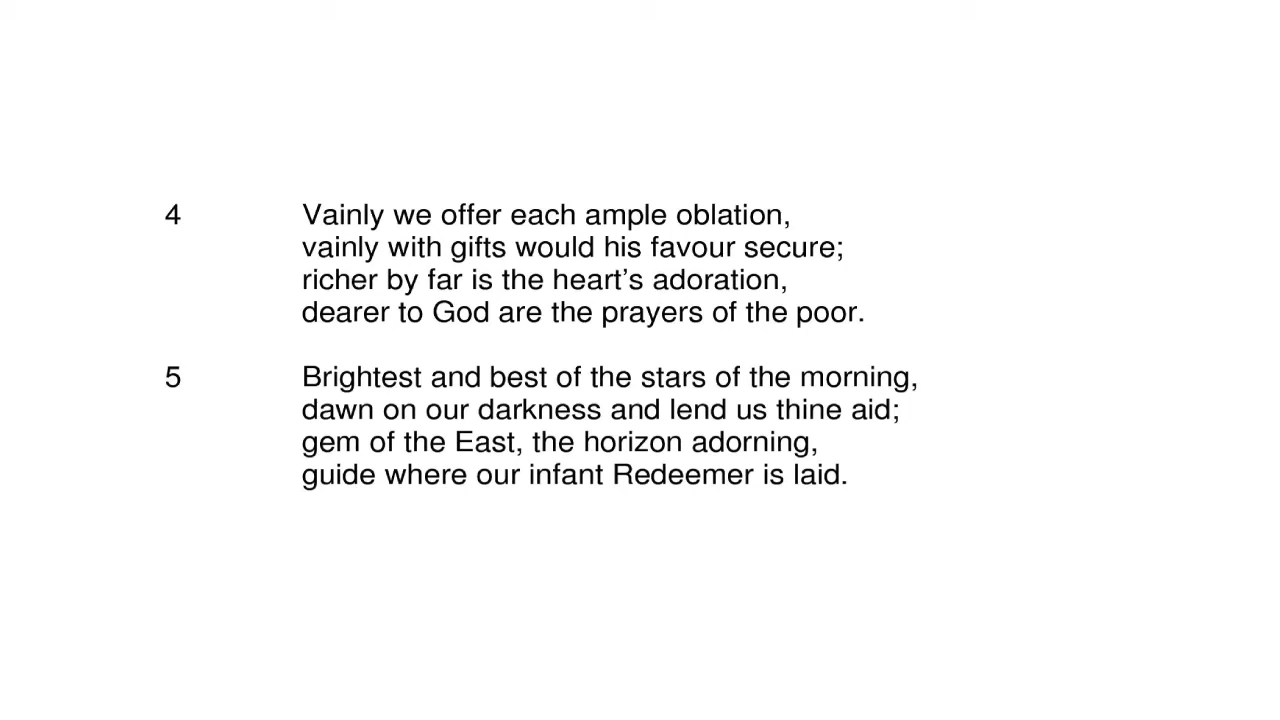 4 Vainly we offer each ample oblation,
vainly with gifts would his favour secure;
richer by far is the heart’s adoration,
dearer to God are the prayers of the poor.
5 Brightest and best of the stars of the morning,
dawn on our darkness and lend us thine aid;
gem of the East, the horizon adorning,
guide where our infant Redeemer is laid.